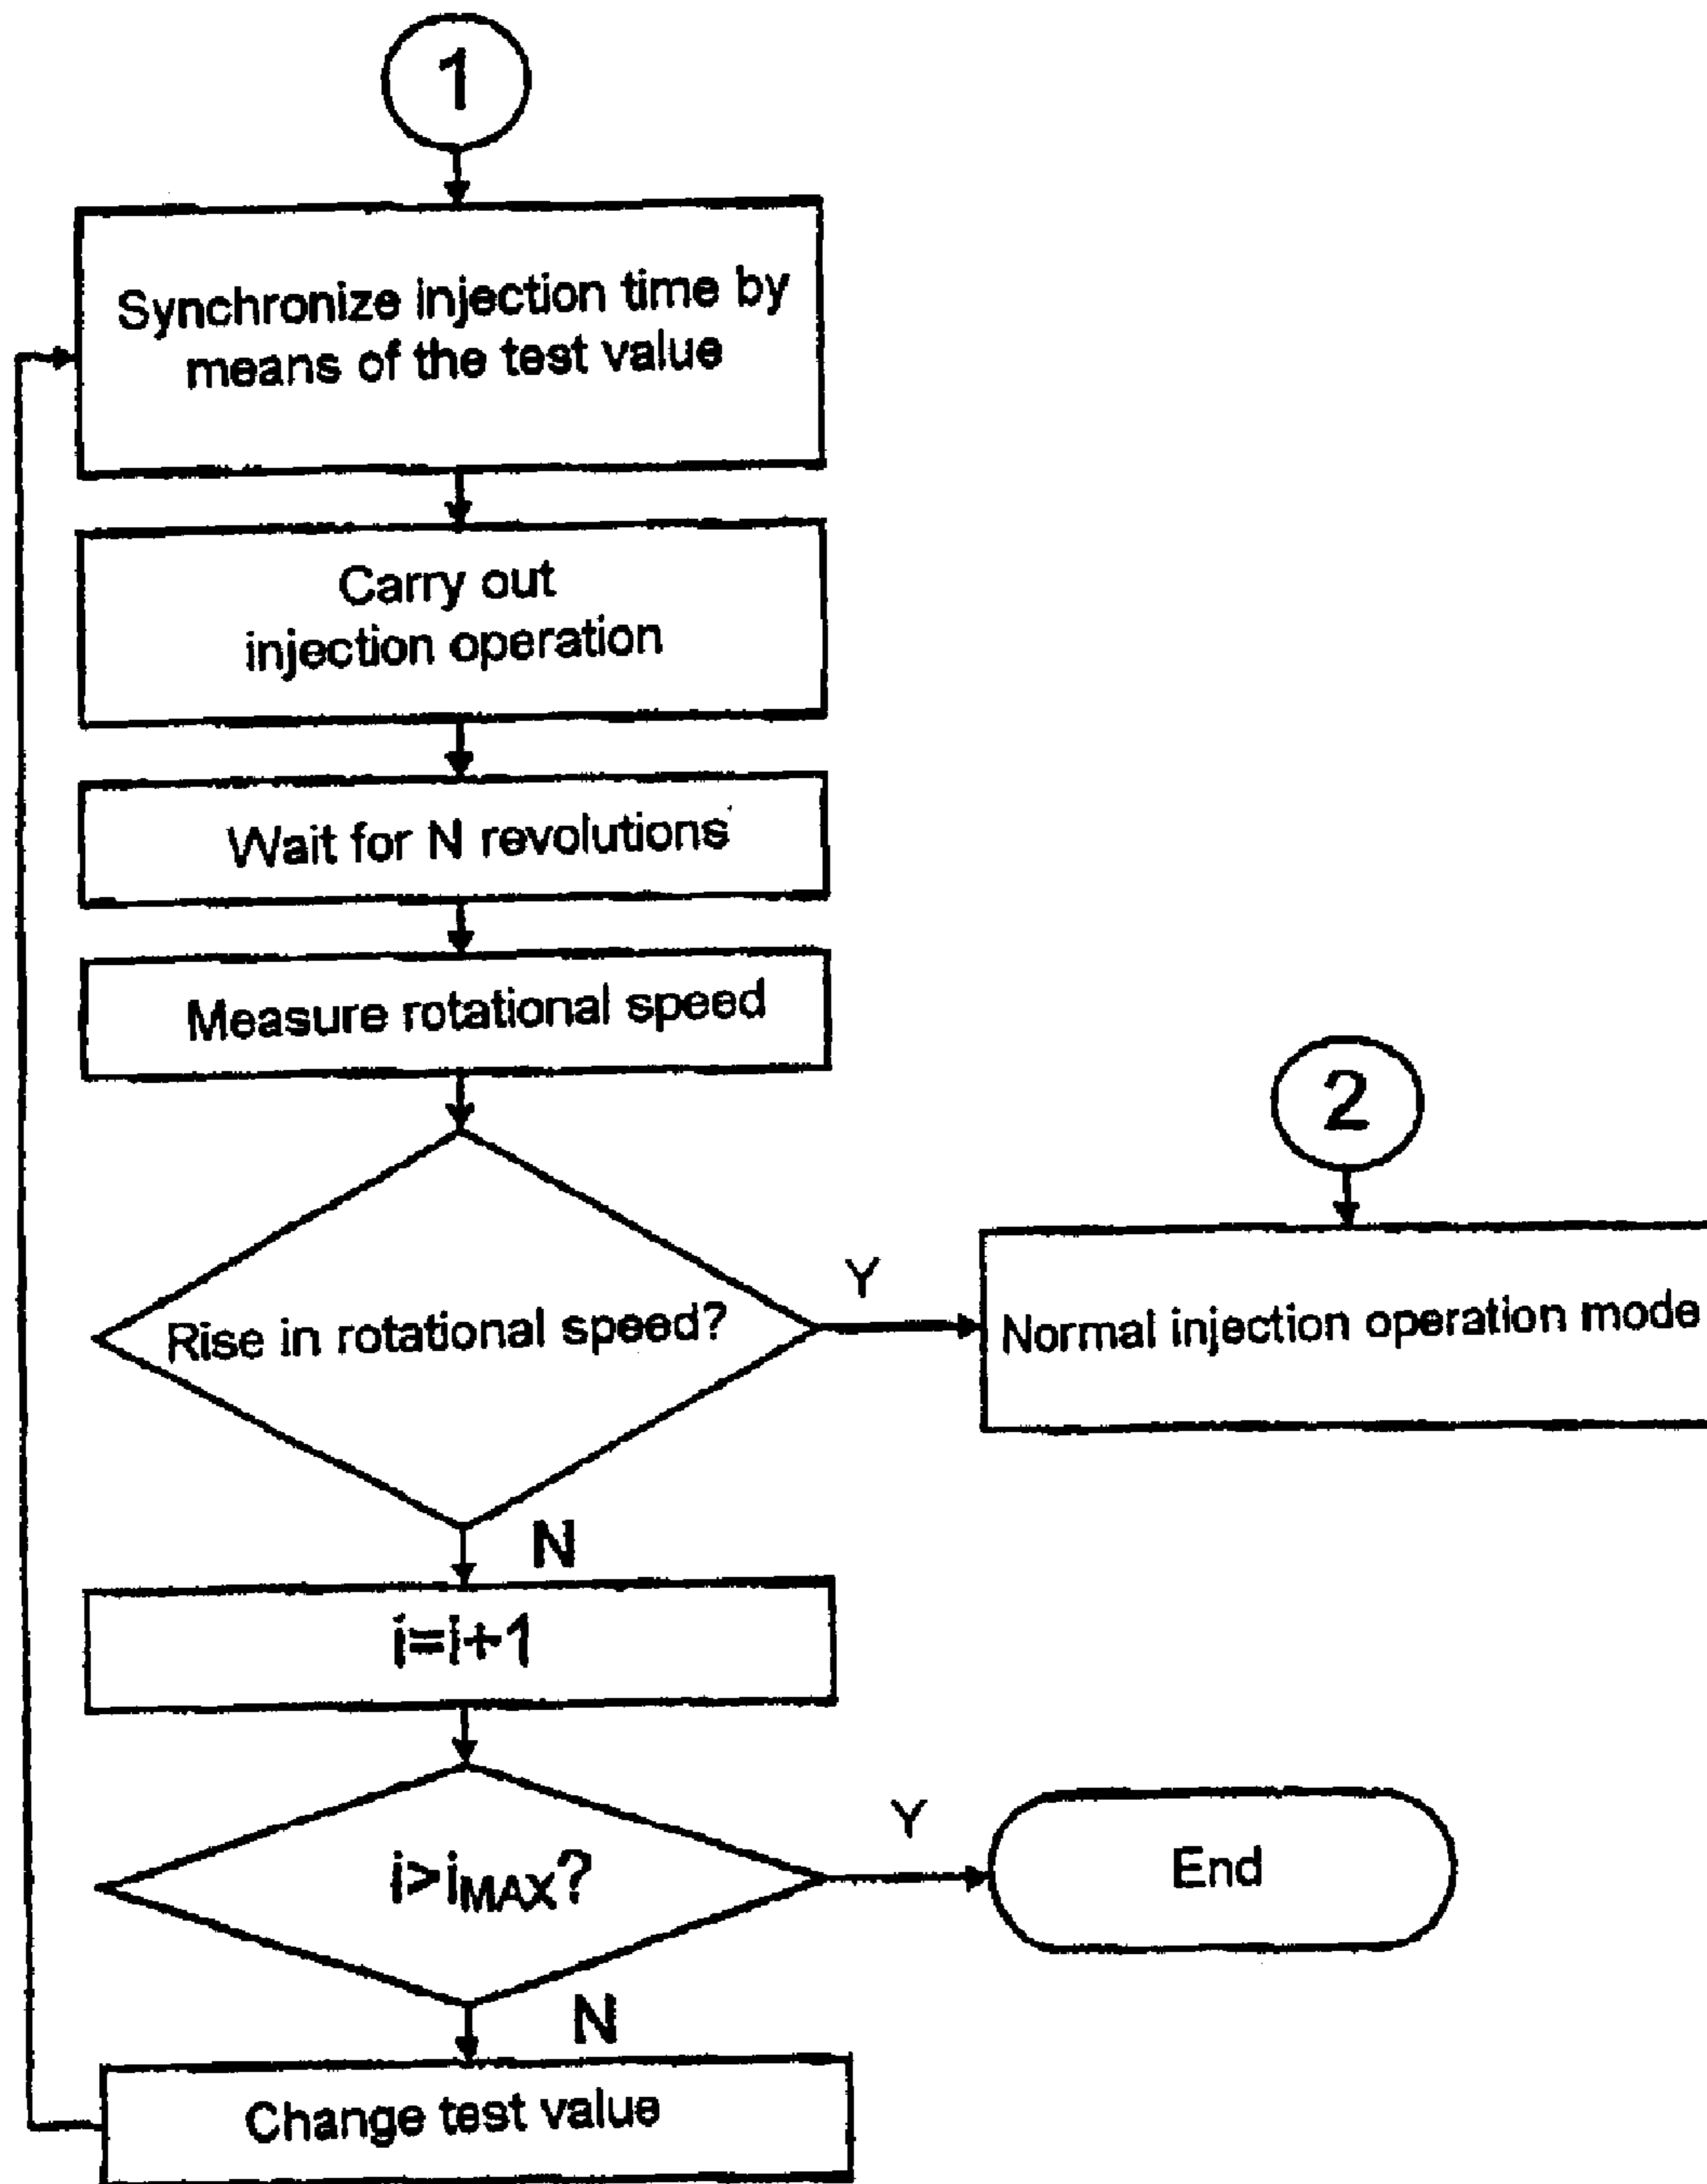 1
Synchronize injection time by
means of the test value
Carry out
injection operation
Wait for N revolutions
Measure rotational speed
2
Rise in rotational speed?
Y
Normal injection operation mode
N
i=i+1
i>iMAX?
Y
End
N
Change test value